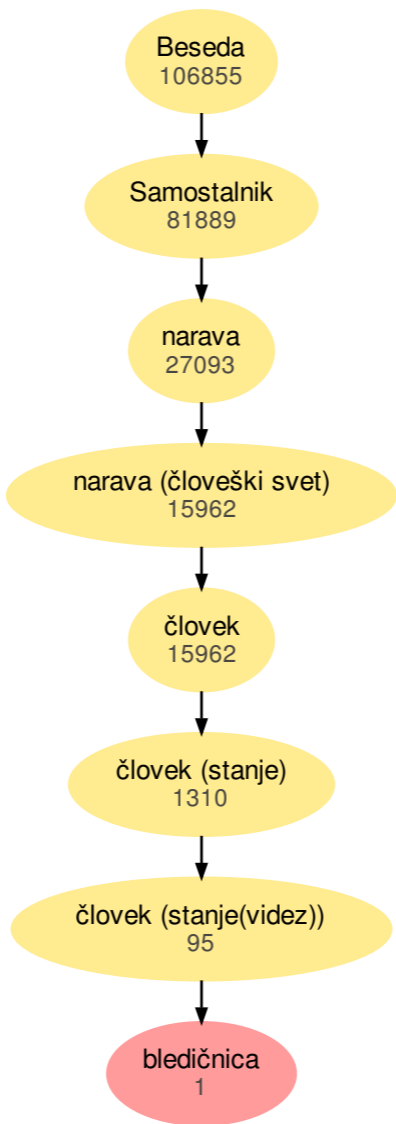 Beseda
106855
Samostalnik
81889
narava
27093
narava (človeški svet)
15962
človek
15962
človek (stanje)
1310
človek (stanje(videz))
95
bledičnica
1